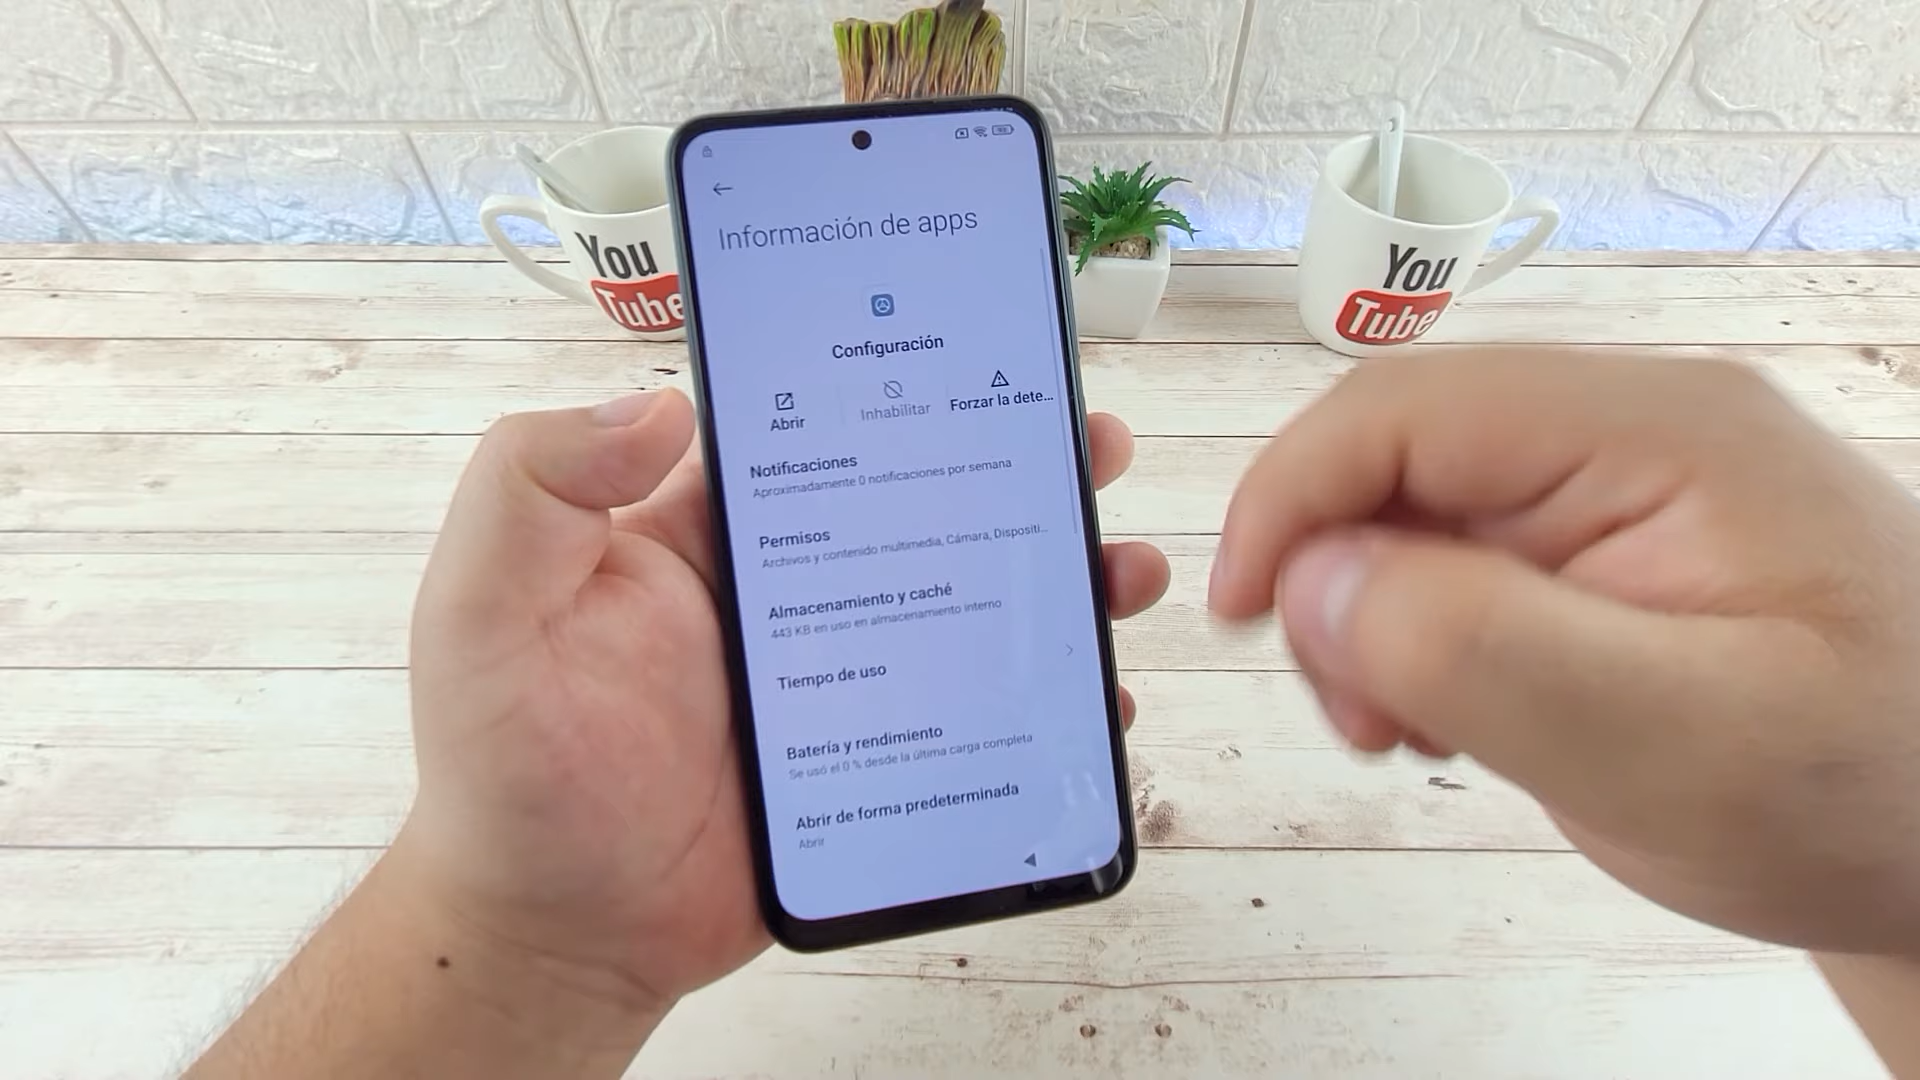 Información de apps
Configuración
Abrir
Inhabilitar
Forzar la dete...
Notificaciones
Aproximadamente 0 notificaciones por semana
Permisos
Archivos y contenido multimedia, Cámara, Dispositi...
Almacenamiento y caché
443 KB en uso en almacenamiento interno
Tiempo de uso
Batería y rendimiento
Se usó el 0 % desde la última carga completa
Abrir de forma predeterminada
Abrir
You
Tube
You
Tube